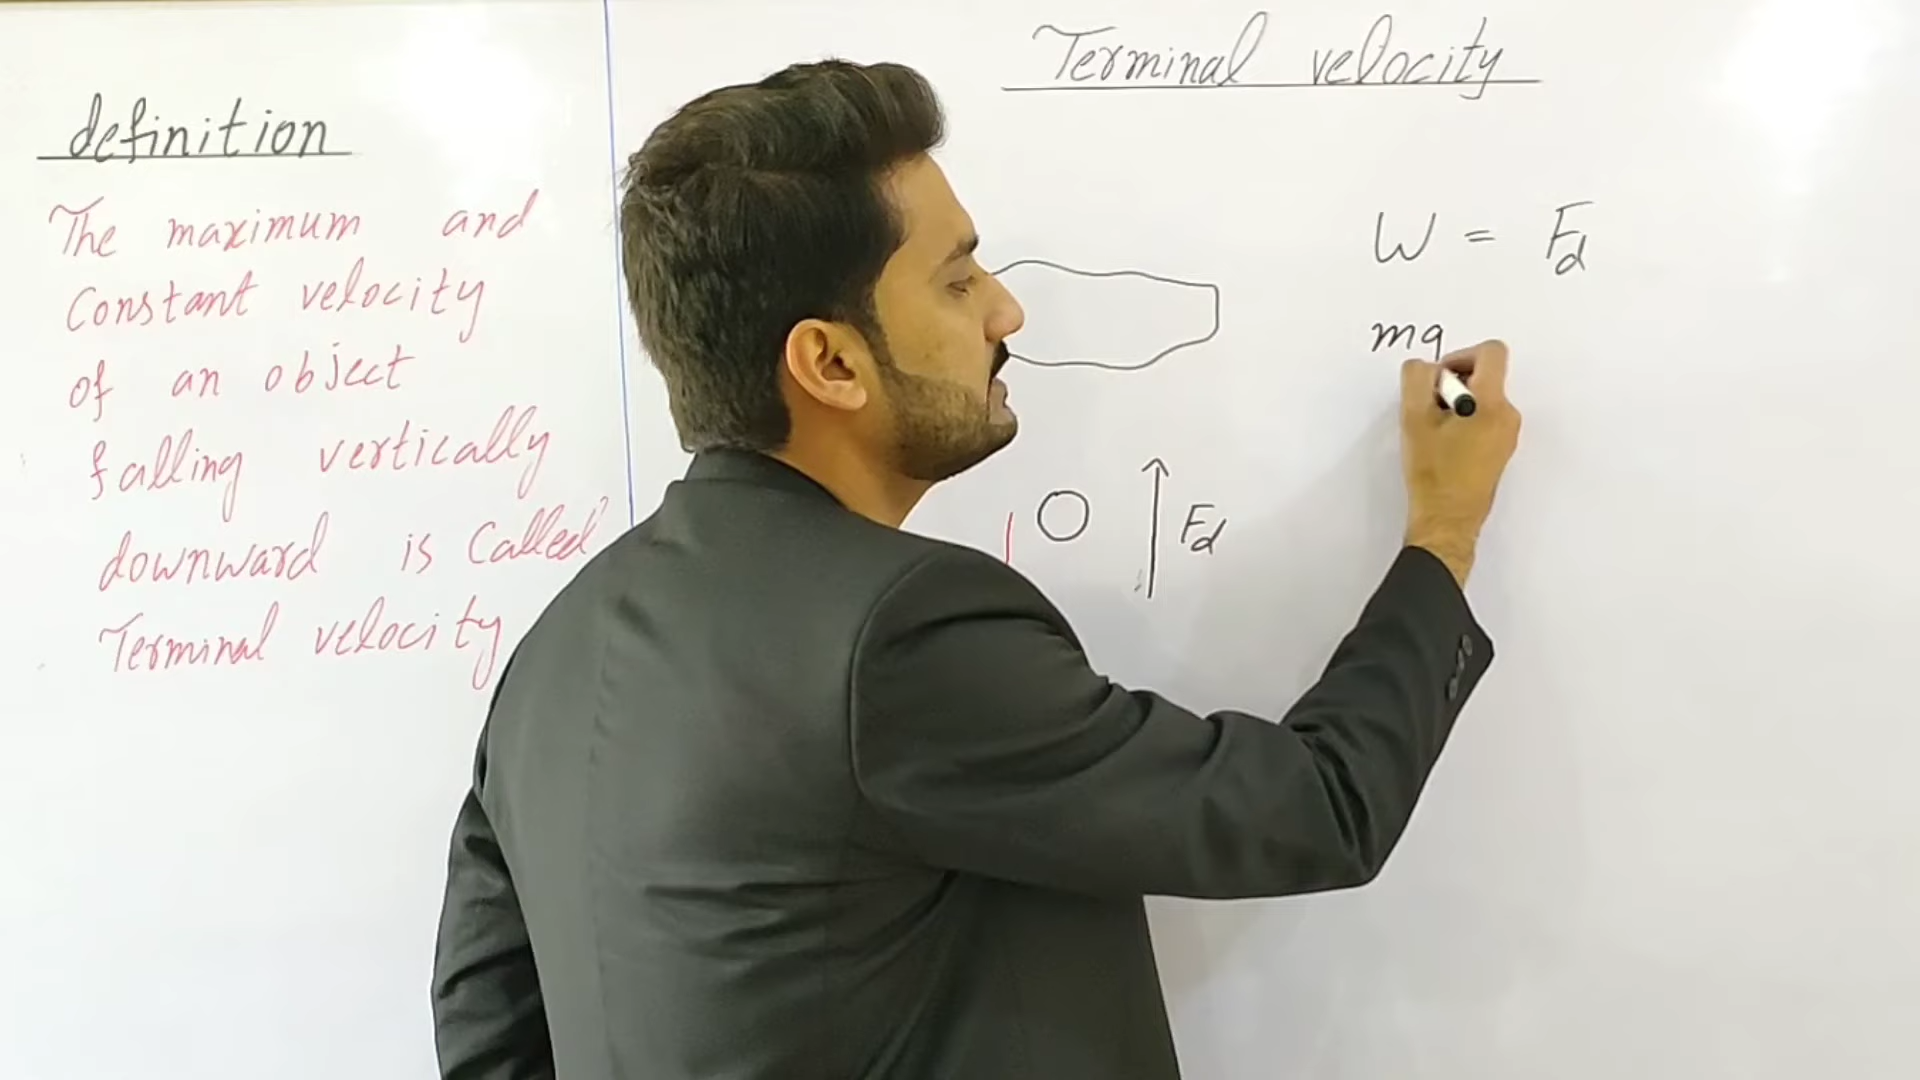 Terminal velocity
definition
The maximum and
Constant velocity
of an object
falling vertically
downward is Called
Terminal velocity
W = Fd
mg
O
Fd